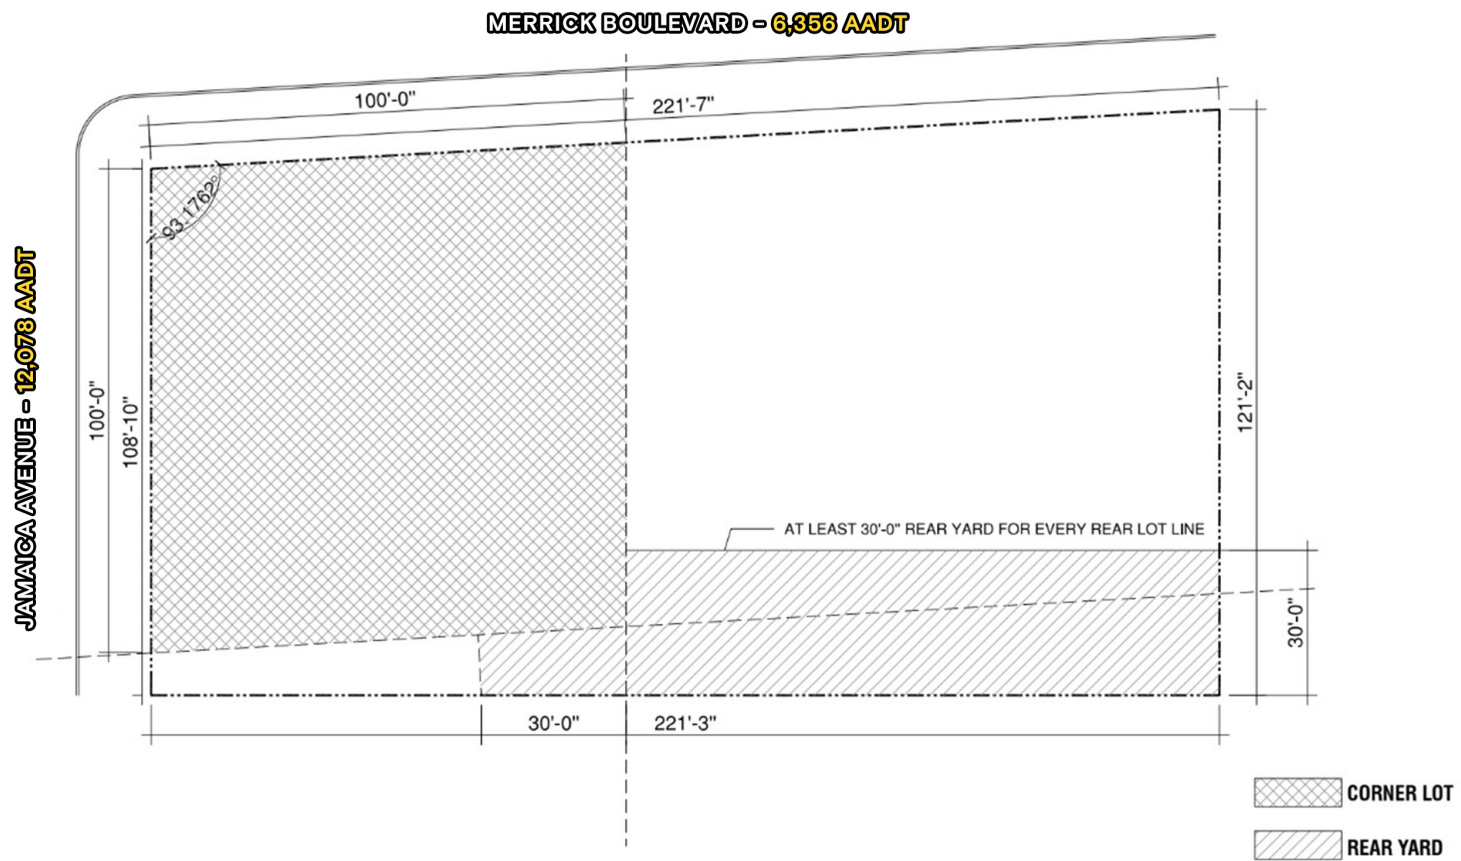 MERRICK BOULEVARD - 6,356 AADT
100'-0"
221'-7"
93.1762°
JAMAICA AVENUE - 12,078 AADT
100'-0"
108'-10"
121'-2"
AT LEAST 30'-0" REAR YARD FOR EVERY REAR LOT LINE
30'-0"
30'-0"
221'-3"
CORNER LOT
REAR YARD